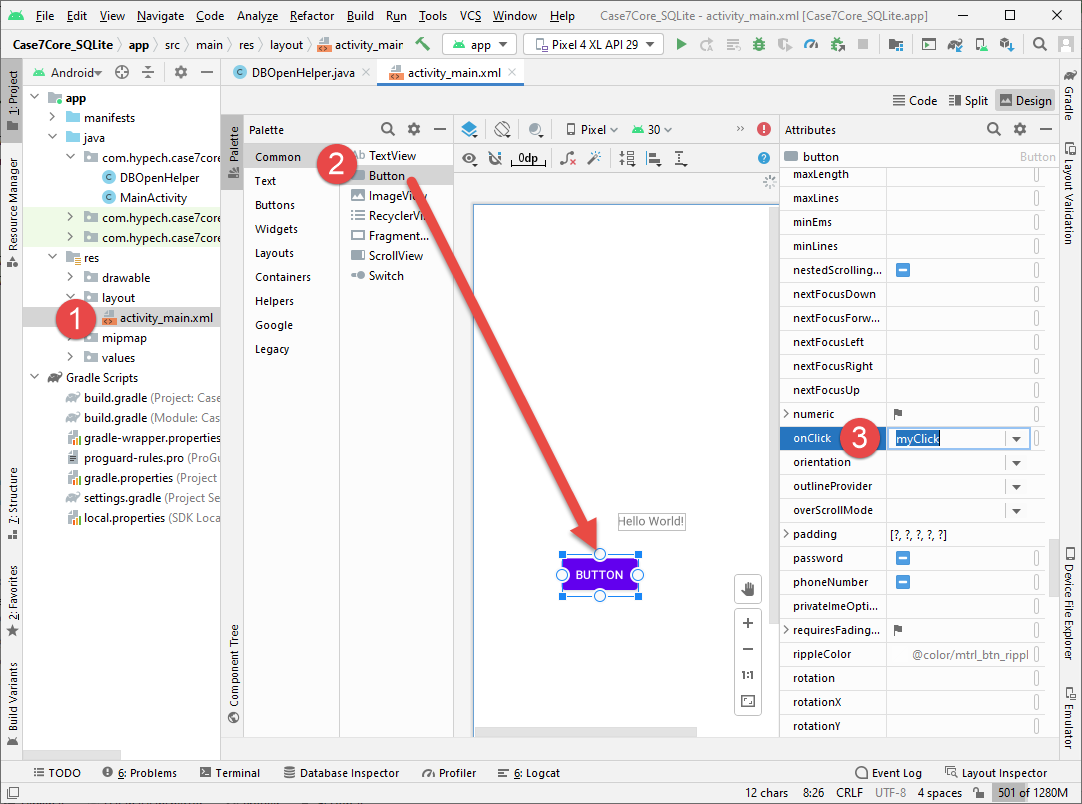 File Edit View Navigate Code Analyze Refactor Build Run Tools VCS Window Help Case7Core_SQLite - activity_main.xml [Case7Core_SQLite.app]
Case7Core_SQLite app src main res layout activity_mair app Pixel 4 XL API 29
Android DBOpenHelper.java activity_main.xml
Code Split Design
1: Project
Resource Manager
7: Structure
2: Favorites
Build Variants
app
manifests
java
com.hypech.case7core
DBOpenHelper
MainActivity
com.hypech.case7core
com.hypech.case7core
res
drawable
layout
1
activity_main.xml
mipmap
values
Gradle Scripts
build.gradle (Project: Case
build.gradle (Module: Case
gradle-wrapper.properties
proguard-rules.pro (ProGu
gradle.properties (Project
settings.gradle (Project Se
local.properties (SDK Loca
Palette
Component Tree
Palette
Common
Text
Buttons
Widgets
Layouts
Containers
Helpers
Google
Legacy
2
Ab TextView
Button
ImageView
RecyclerVi
Fragment...
ScrollView
Switch
Pixel 30
0dp
Hello World!
BUTTON
1:1
Attributes
button Button
maxLength
maxLines
minEms
minLines
nestedScrolling...
nextFocusDown
nextFocusForw...
nextFocusLeft
nextFocusRight
nextFocusUp
numeric
onClick 3 myClick
orientation
outlineProvider
overScrollMode
padding [?, ?, ?, ?, ?]
password
phoneNumber
privateImeOpti...
requiresFading...
rippleColor @color/mtrl_btn_rippl
rotation
rotationX
rotationY
Gradle
Layout Validation
Device File Explorer
Emulator
TODO 6: Problems Terminal Database Inspector Profiler 6: Logcat Event Log Layout Inspector
12 chars 8:26 CRLF UTF-8 4 spaces 501 of 1280M